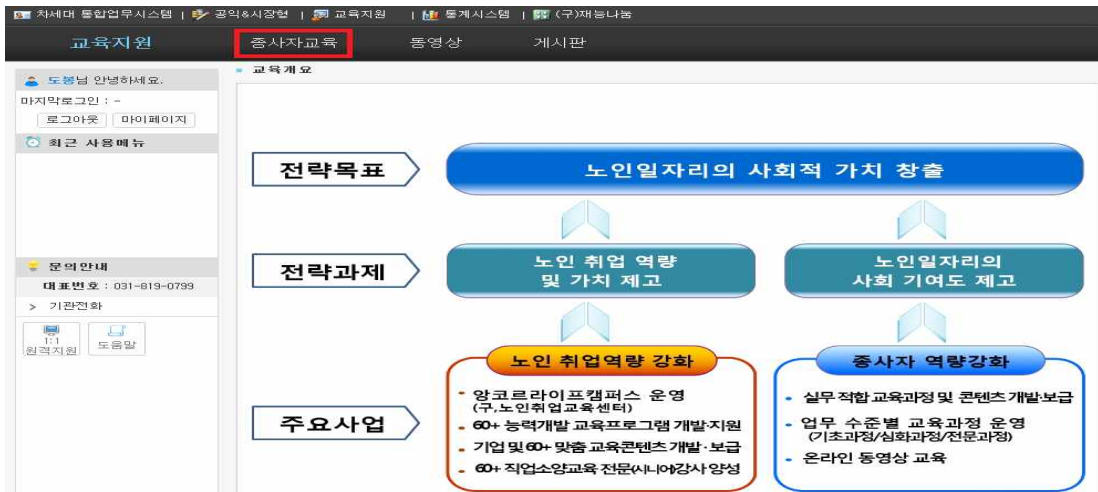 차세대 통합업무시스템 | 공익&시장형 | 교육지원 | 통계시스템 | (구)재능나눔
교육지원 종사자교육 동영상 게시판
도봉님 안녕하세요.
마지막로그인 : -
로그아웃 마이페이지
최근 사용메뉴
문의안내
대표번호 : 031-819-0799
> 기관전화
1:1
원격지원
도움말
교육개요
전략목표
노인일자리의 사회적 가치 창출
전략과제
노인 취업 역량
및 가치 제고
노인일자리의
사회 기여도 제고
주요사업
노인 취업역량 강화
• 앙코르라이프캠퍼스 운영
(구,노인취업교육센터)
• 60+ 능력개발 교육프로그램 개발·지원
• 기업 및 60+ 맞춤 교육콘텐츠 개발·보급
• 60+ 직업소양교육 전문(시니어)강사 양성
종사자 역량강화
• 실무 적합 교육과정 및 콘텐츠 개발·보급
• 업무 수준별 교육과정 운영
(기초과정/심화과정/전문과정)
• 온라인 동영상 교육